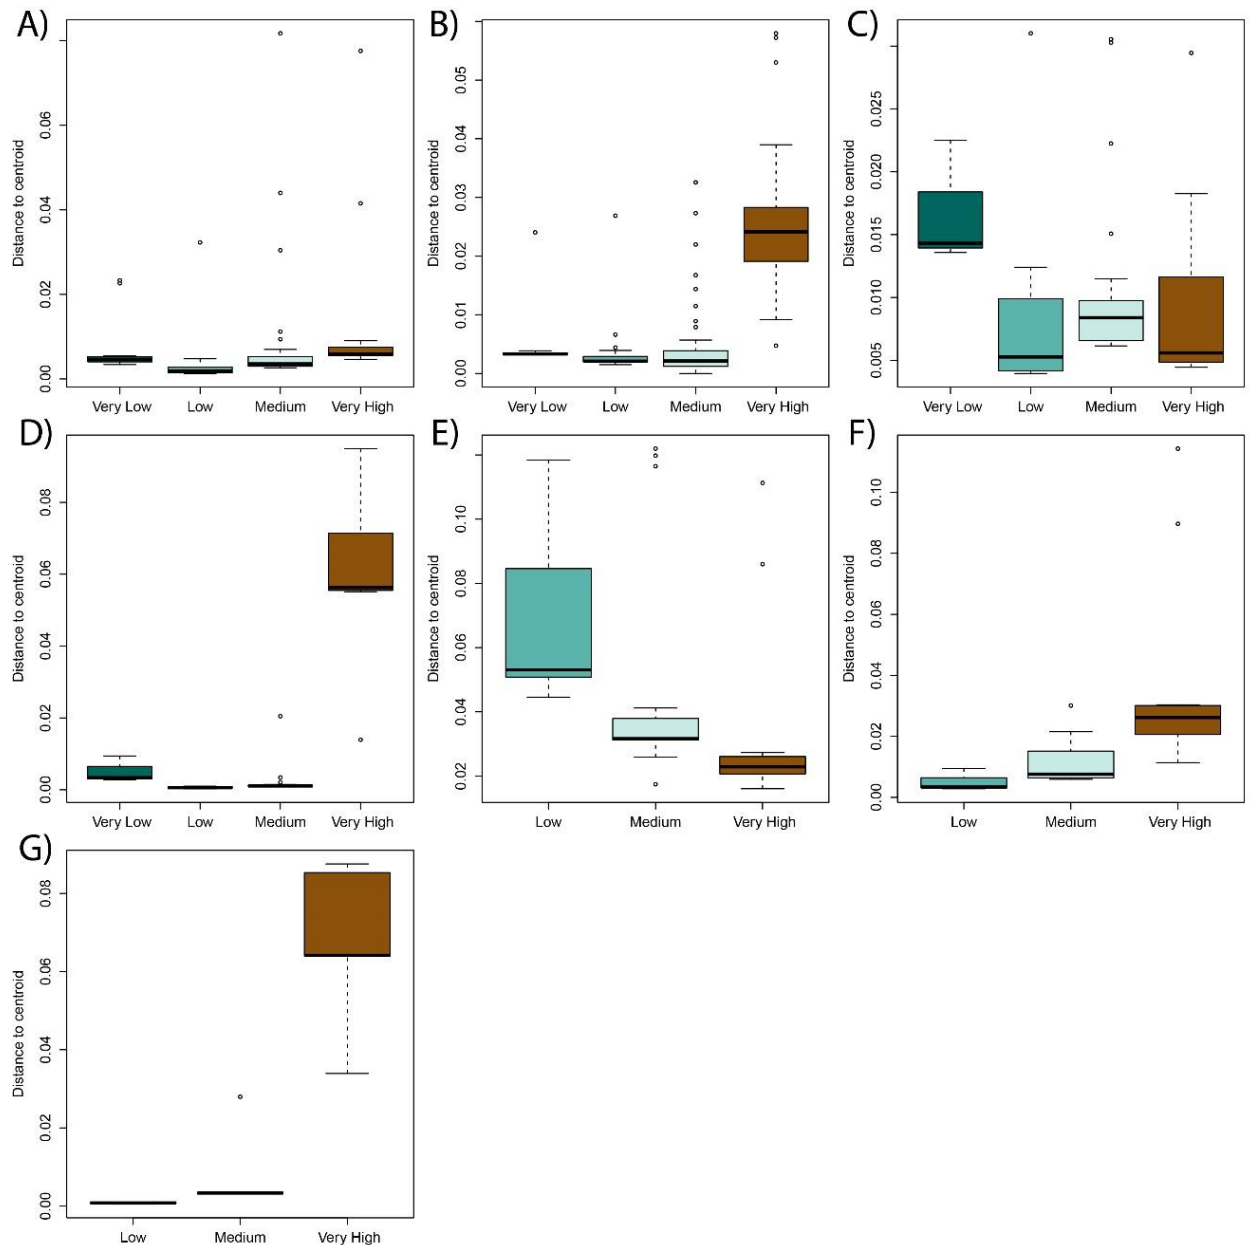 A)
Distance to centroid
0.00
0.02
0.04
0.06
Very Low Low Medium Very High
B)
Distance to centroid
0.00
0.01
0.02
0.03
0.04
0.05
Very Low Low Medium Very High
C)
Distance to centroid
0.005
0.010
0.015
0.020
0.025
Very Low Low Medium Very High
D)
Distance to centroid
0.00
0.02
0.04
0.06
0.08
Very Low Low Medium Very High
E)
Distance to centroid
0.02
0.04
0.06
0.08
0.10
Low Medium Very High
F)
Distance to centroid
0.00
0.02
0.04
0.06
0.08
0.10
Low Medium Very High
G)
Distance to centroid
0.00
0.02
0.04
0.06
0.08
Low Medium Very High